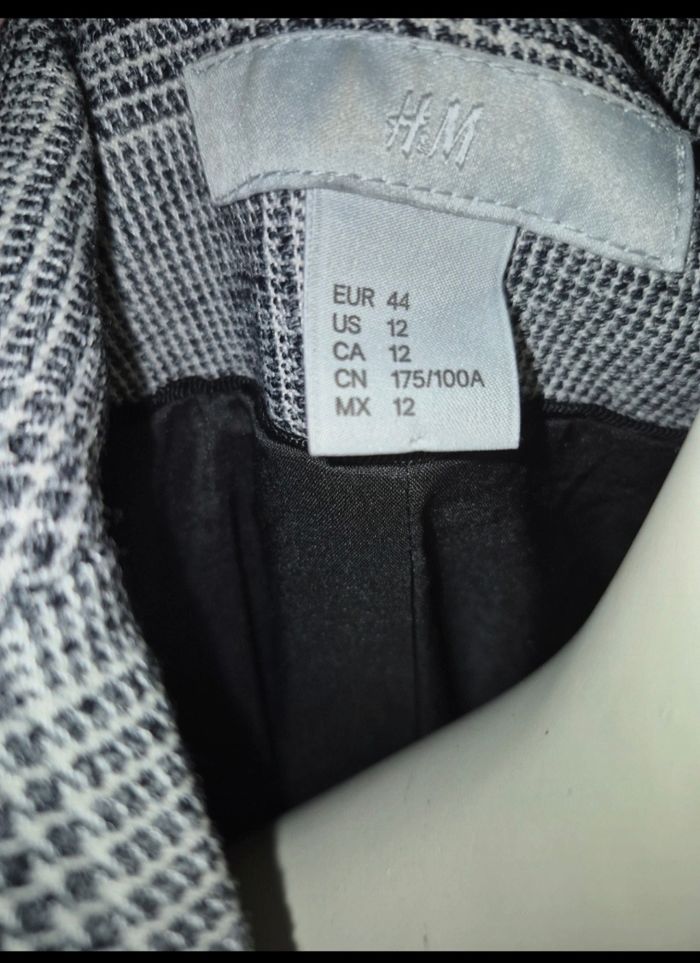 H&M
EUR 44
US 12
CA 12
CN 175/100A
MX 12